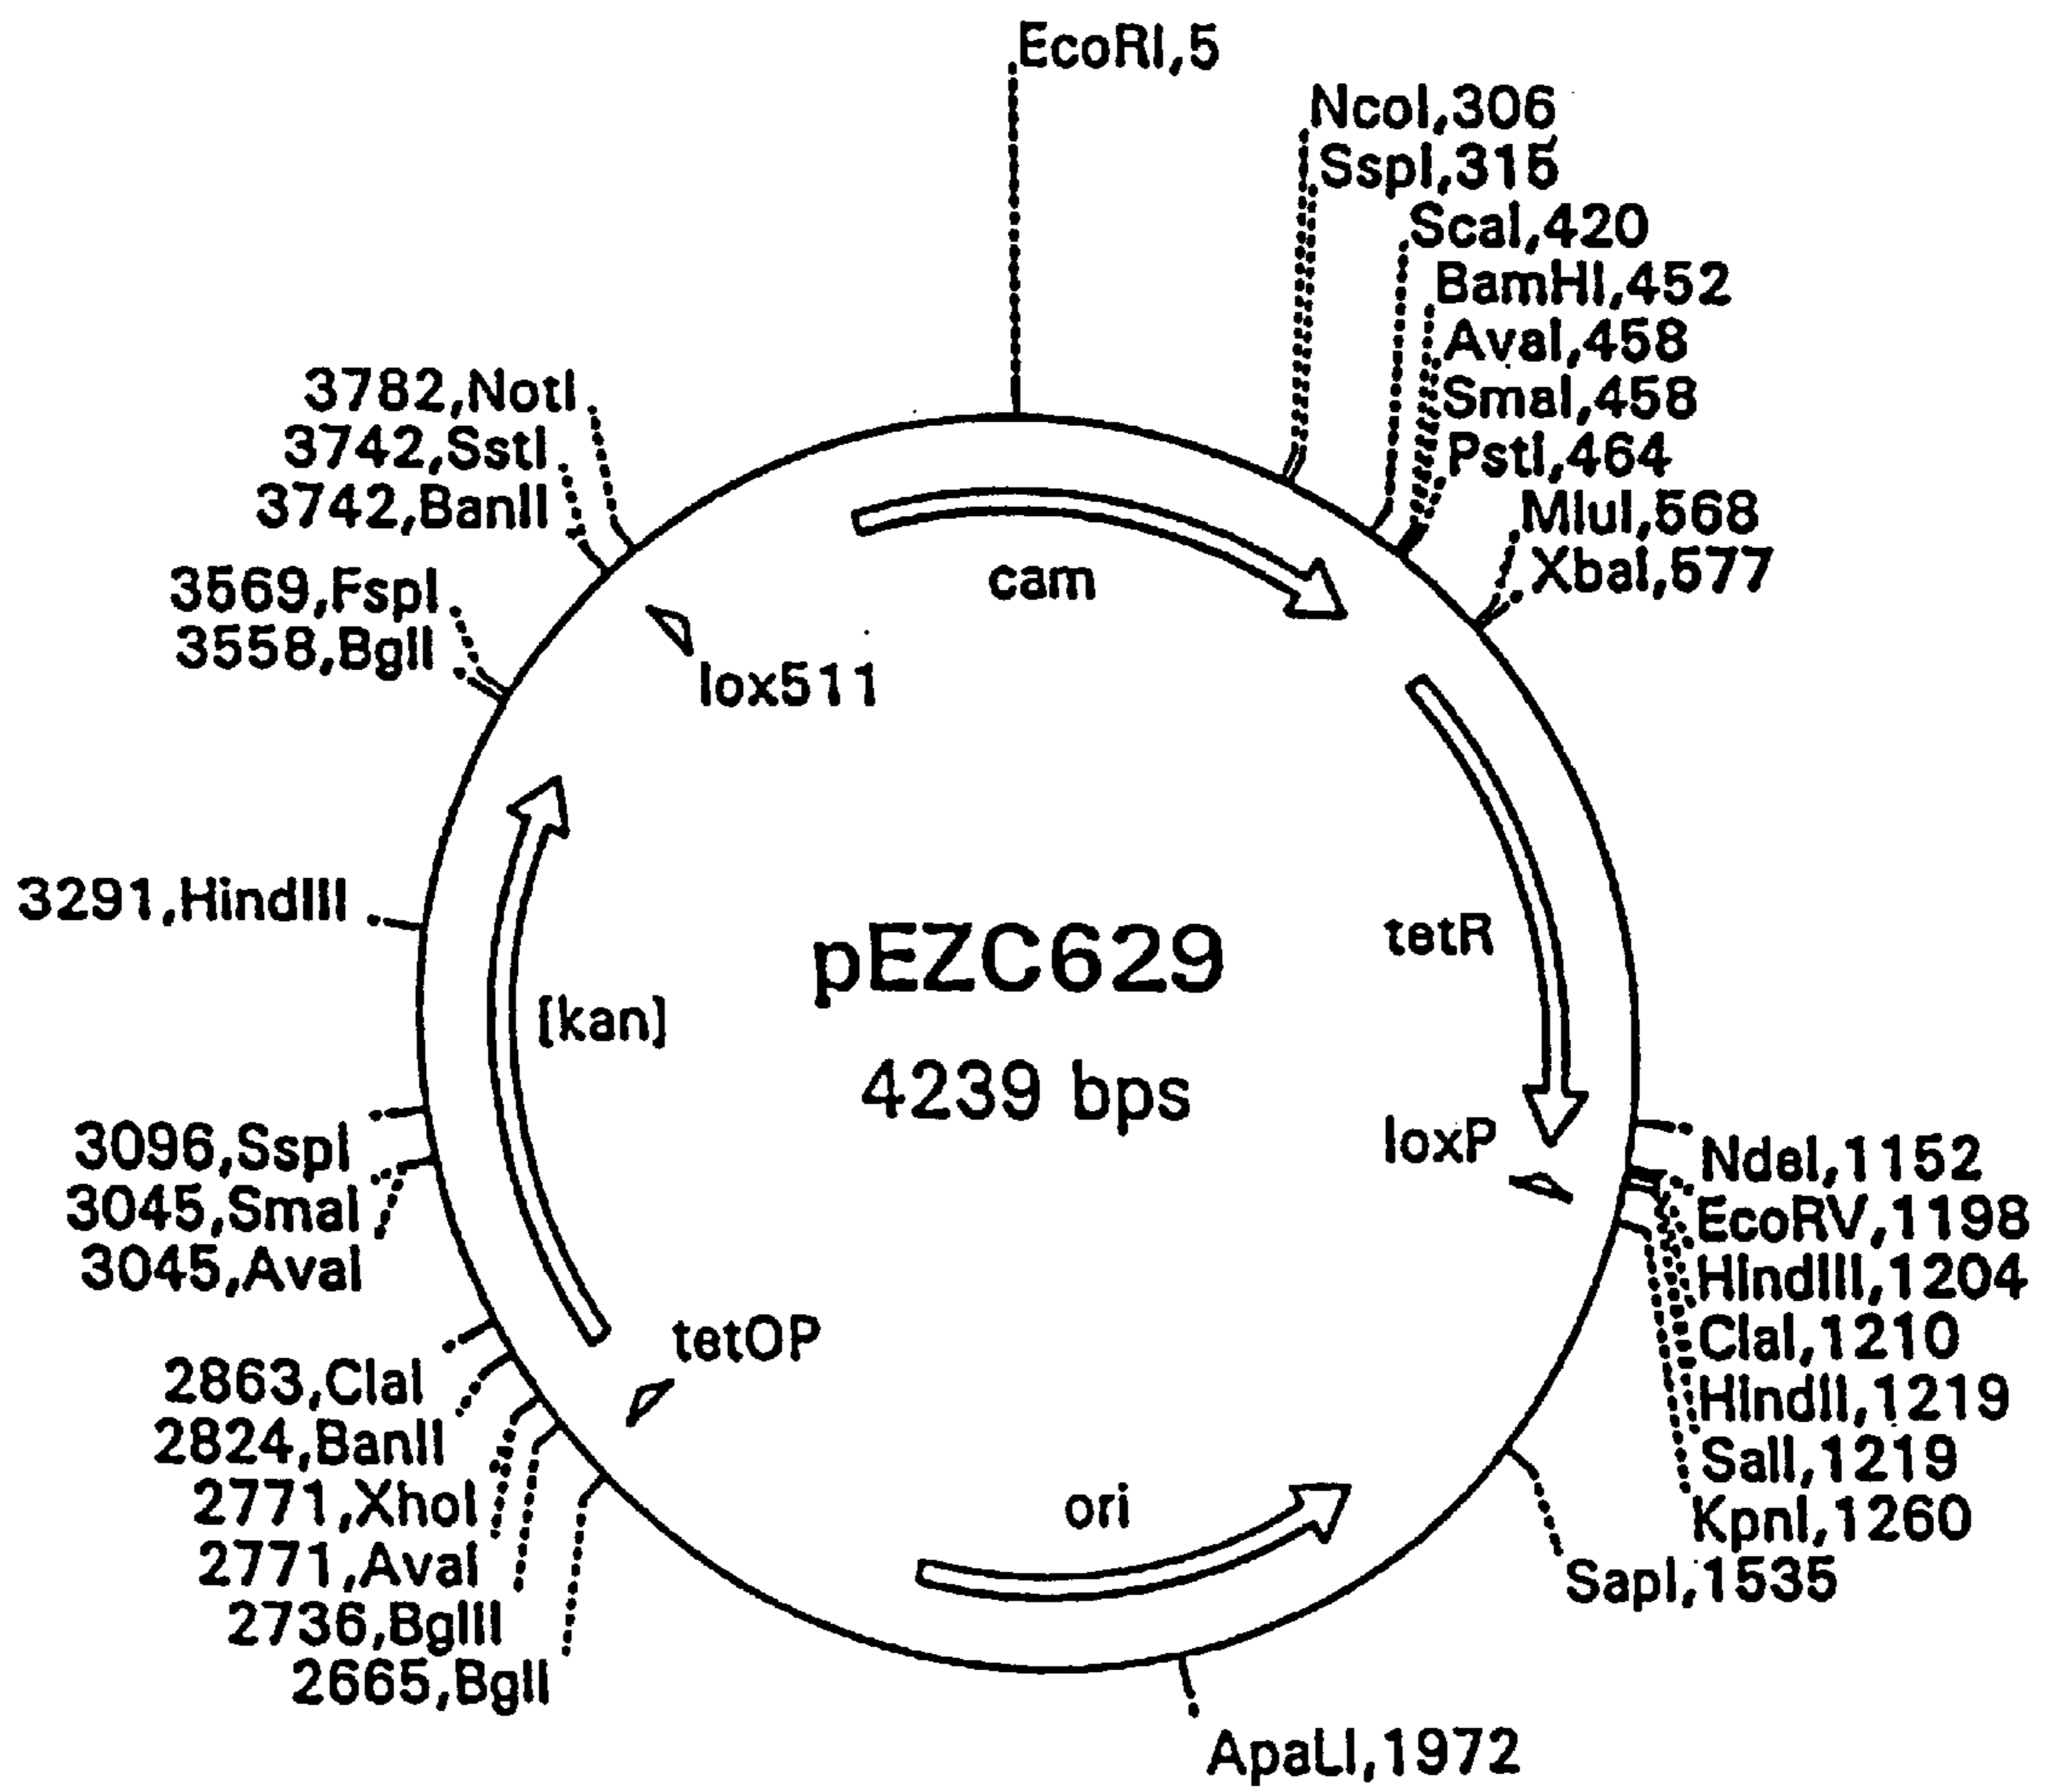 EcoRI,5
NcoI,306
SspI,315
ScaI,420
BamHI,452
AvaI,458
SmaI,458
PstI,464
MluI,568
XbaI,577
3782,NotI
3742,SstI
3742,BanII
3569,FspI
3558,BglI
3291,HindIII
3096,SspI
3045,SmaI
3045,AvaI
2863,ClaI
2824,BanII
2771,XhoI
2771,AvaI
2736,BglII
2665,BglI
cam
lox511
tetR
[kan]
pEZC629
4239 bps
loxP
tetOP
ori
NdeI,1152
EcoRV,1198
HindIII,1204
ClaI,1210
HindII,1219
SalI,1219
KpnI,1260
SapI,1535
ApaLI,1972